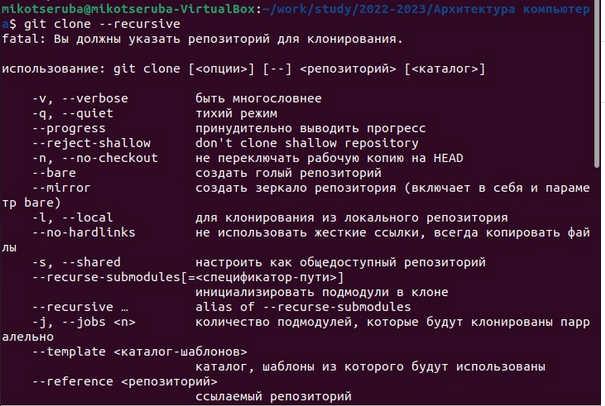 mikotseruba@mikotseruba-VirtualBox:~/work/study/2022-2023/Архитектура компьютер
а$ git clone --recursive
fatal: Вы должны указать репозиторий для клонирования.
использование: git clone [<опции>] [--] <репозиторий> [<каталог>]
-v, --verbose быть многословнее
-q, --quiet тихий режим
--progress принудительно выводить прогресс
--reject-shallow don't clone shallow repository
-n, --no-checkout не переключать рабочую копию на HEAD
--bare создать голый репозиторий
--mirror создать зеркало репозитория (включает в себя и параме
тр bare)
-l, --local для клонирования из локального репозитория
--no-hardlinks не использовать жесткие ссылки, всегда копировать фай
лы
-s, --shared настроить как общедоступный репозиторий
--recurse-submodules[=<спецификатор-пути>]
инициализировать подмодули в клоне
--recursive … alias of --recurse-submodules
-j, --jobs <n> количество подмодулей, которые будут клонированы парр
алельно
--template <каталог-шаблонов>
каталог, шаблоны из которого будут использованы
--reference <репозиторий>
ссылаемый репозиторий